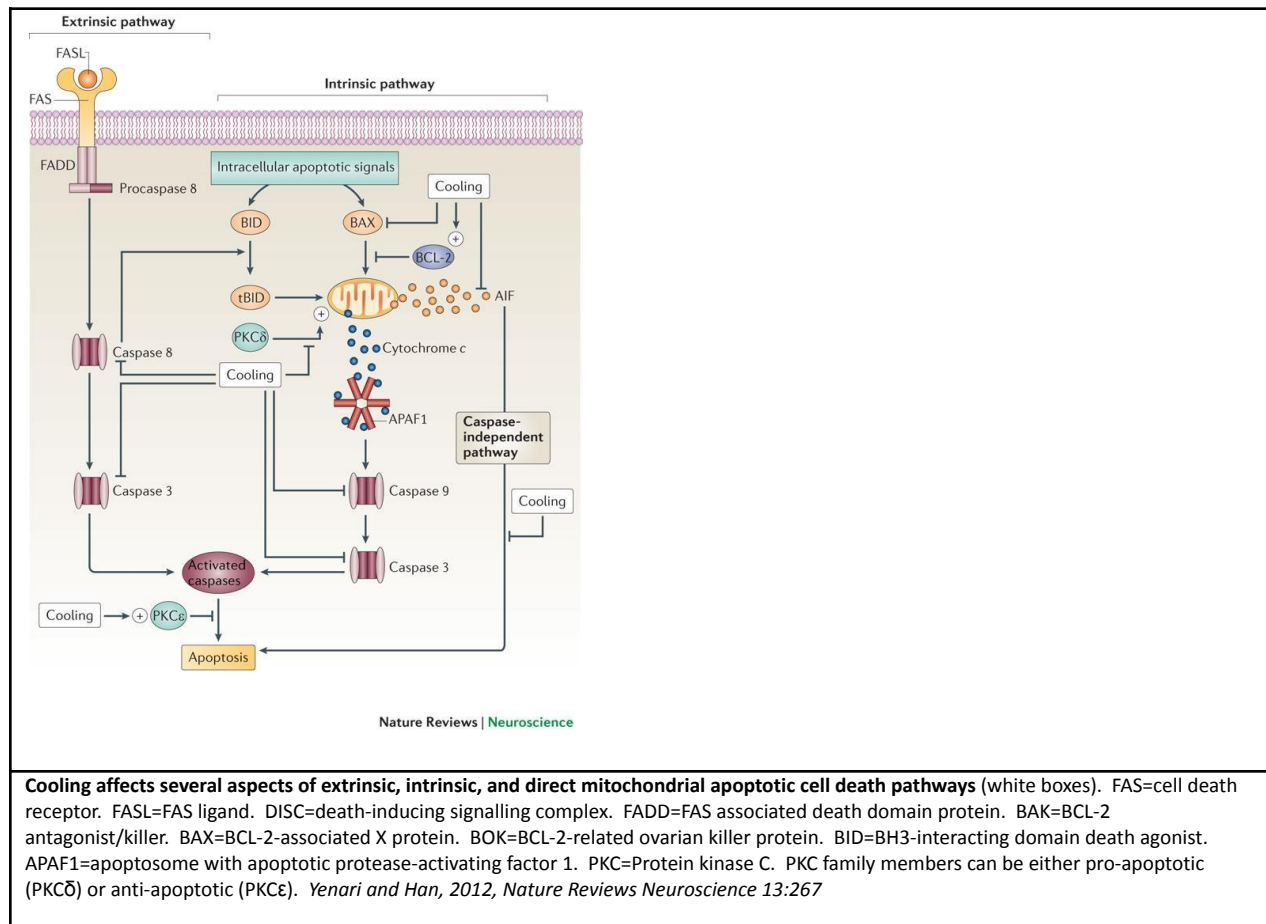 Extrinsic pathway
FASL
Intrinsic pathway
FAS
FADD
Intracellular apoptotic signals
Procaspase 8
Cooling
BID
BAX
+
BCL-2
tBID
AIF
+
PKCδ
Cytochrome c
Caspase 8
Cooling
APAF1
Caspase-
independent
pathway
Caspase 3
Caspase 9
Cooling
Activated
caspases
Caspase 3
Cooling
+
PKCε
Apoptosis
Nature Reviews | Neuroscience
Cooling affects several aspects of extrinsic, intrinsic, and direct mitochondrial apoptotic cell death pathways (white boxes). FAS=cell death
receptor. FASL=FAS ligand. DISC=death-inducing signalling complex. FADD=FAS associated death domain protein. BAK=BCL-2
antagonist/killer. BAX=BCL-2-associated X protein. BOK=BCL-2-related ovarian killer protein. BID=BH3-interacting domain death agonist.
APAF1=apoptosome with apoptotic protease-activating factor 1. PKC=Protein kinase C. PKC family members can be either pro-apoptotic
(PKCδ) or anti-apoptotic (PKCε). Yenari and Han, 2012, Nature Reviews Neuroscience 13:267